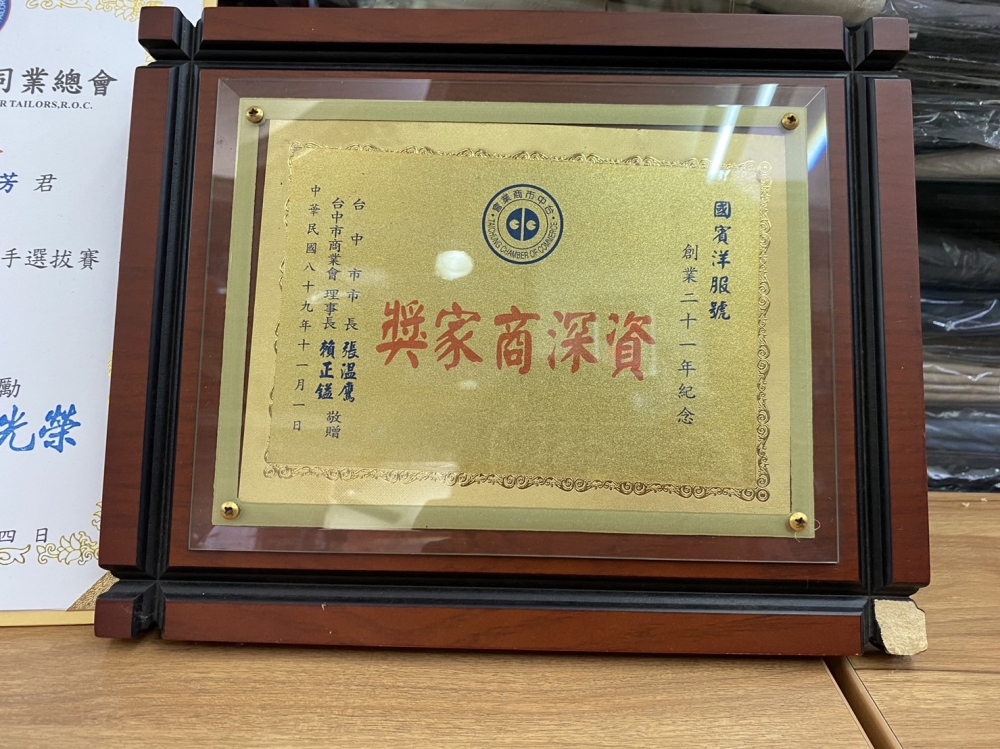 國賓洋服號
創業二十一年紀念
台中市商業會
TAICHUNG CHAMBER OF COMMERCE
資深商家獎
台中市市長 張溫鷹
台中市商業會 理事長 賴正鎰 敬贈
中華民國八十九年十一月一日
同業總會
R TAILORS,R.O.C.
芳 君
手選拔賽
勵
光榮
四 日